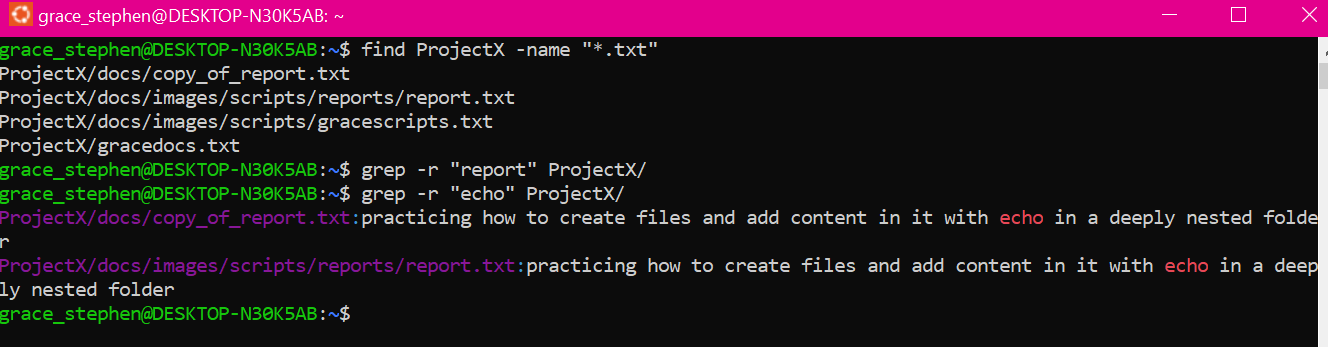 grace_stephen@DESKTOP-N30K5AB: ~
grace_stephen@DESKTOP-N30K5AB:~$ find ProjectX -name "*.txt"
ProjectX/docs/copy_of_report.txt
ProjectX/docs/images/scripts/reports/report.txt
ProjectX/docs/images/scripts/gracescripts.txt
ProjectX/gracedocs.txt
grace_stephen@DESKTOP-N30K5AB:~$ grep -r "report" ProjectX/
grace_stephen@DESKTOP-N30K5AB:~$ grep -r "echo" ProjectX/
ProjectX/docs/copy_of_report.txt:practicing how to create files and add content in it with echo in a deeply nested folde
r
ProjectX/docs/images/scripts/reports/report.txt:practicing how to create files and add content in it with echo in a deep
ly nested folder
grace_stephen@DESKTOP-N30K5AB:~$